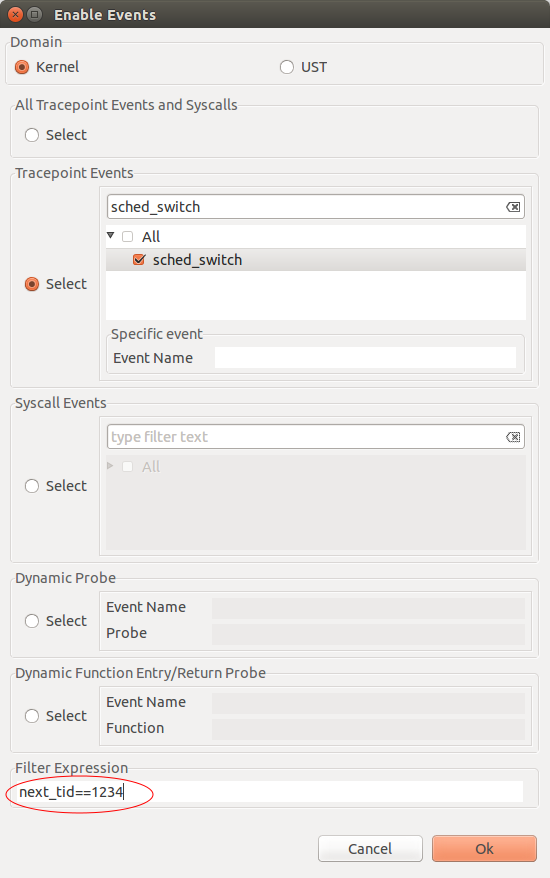 Enable Events
Domain
Kernel UST
All Tracepoint Events and Syscalls
Select
Tracepoint Events
Select
sched_switch
All
sched_switch
Specific event
Event Name
Syscall Events
Select
type filter text
All
Dynamic Probe
Select
Event Name
Probe
Dynamic Function Entry/Return Probe
Select
Event Name
Function
Filter Expression
next_tid==1234
Cancel Ok